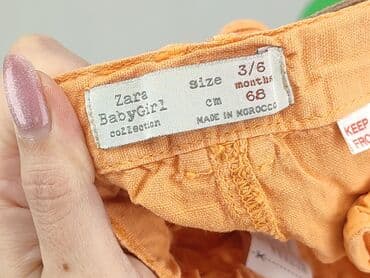 Zara
BabyGirl
collection
size 3/6
months
cm 68
MADE IN MOROCCO
KEEP
FRO